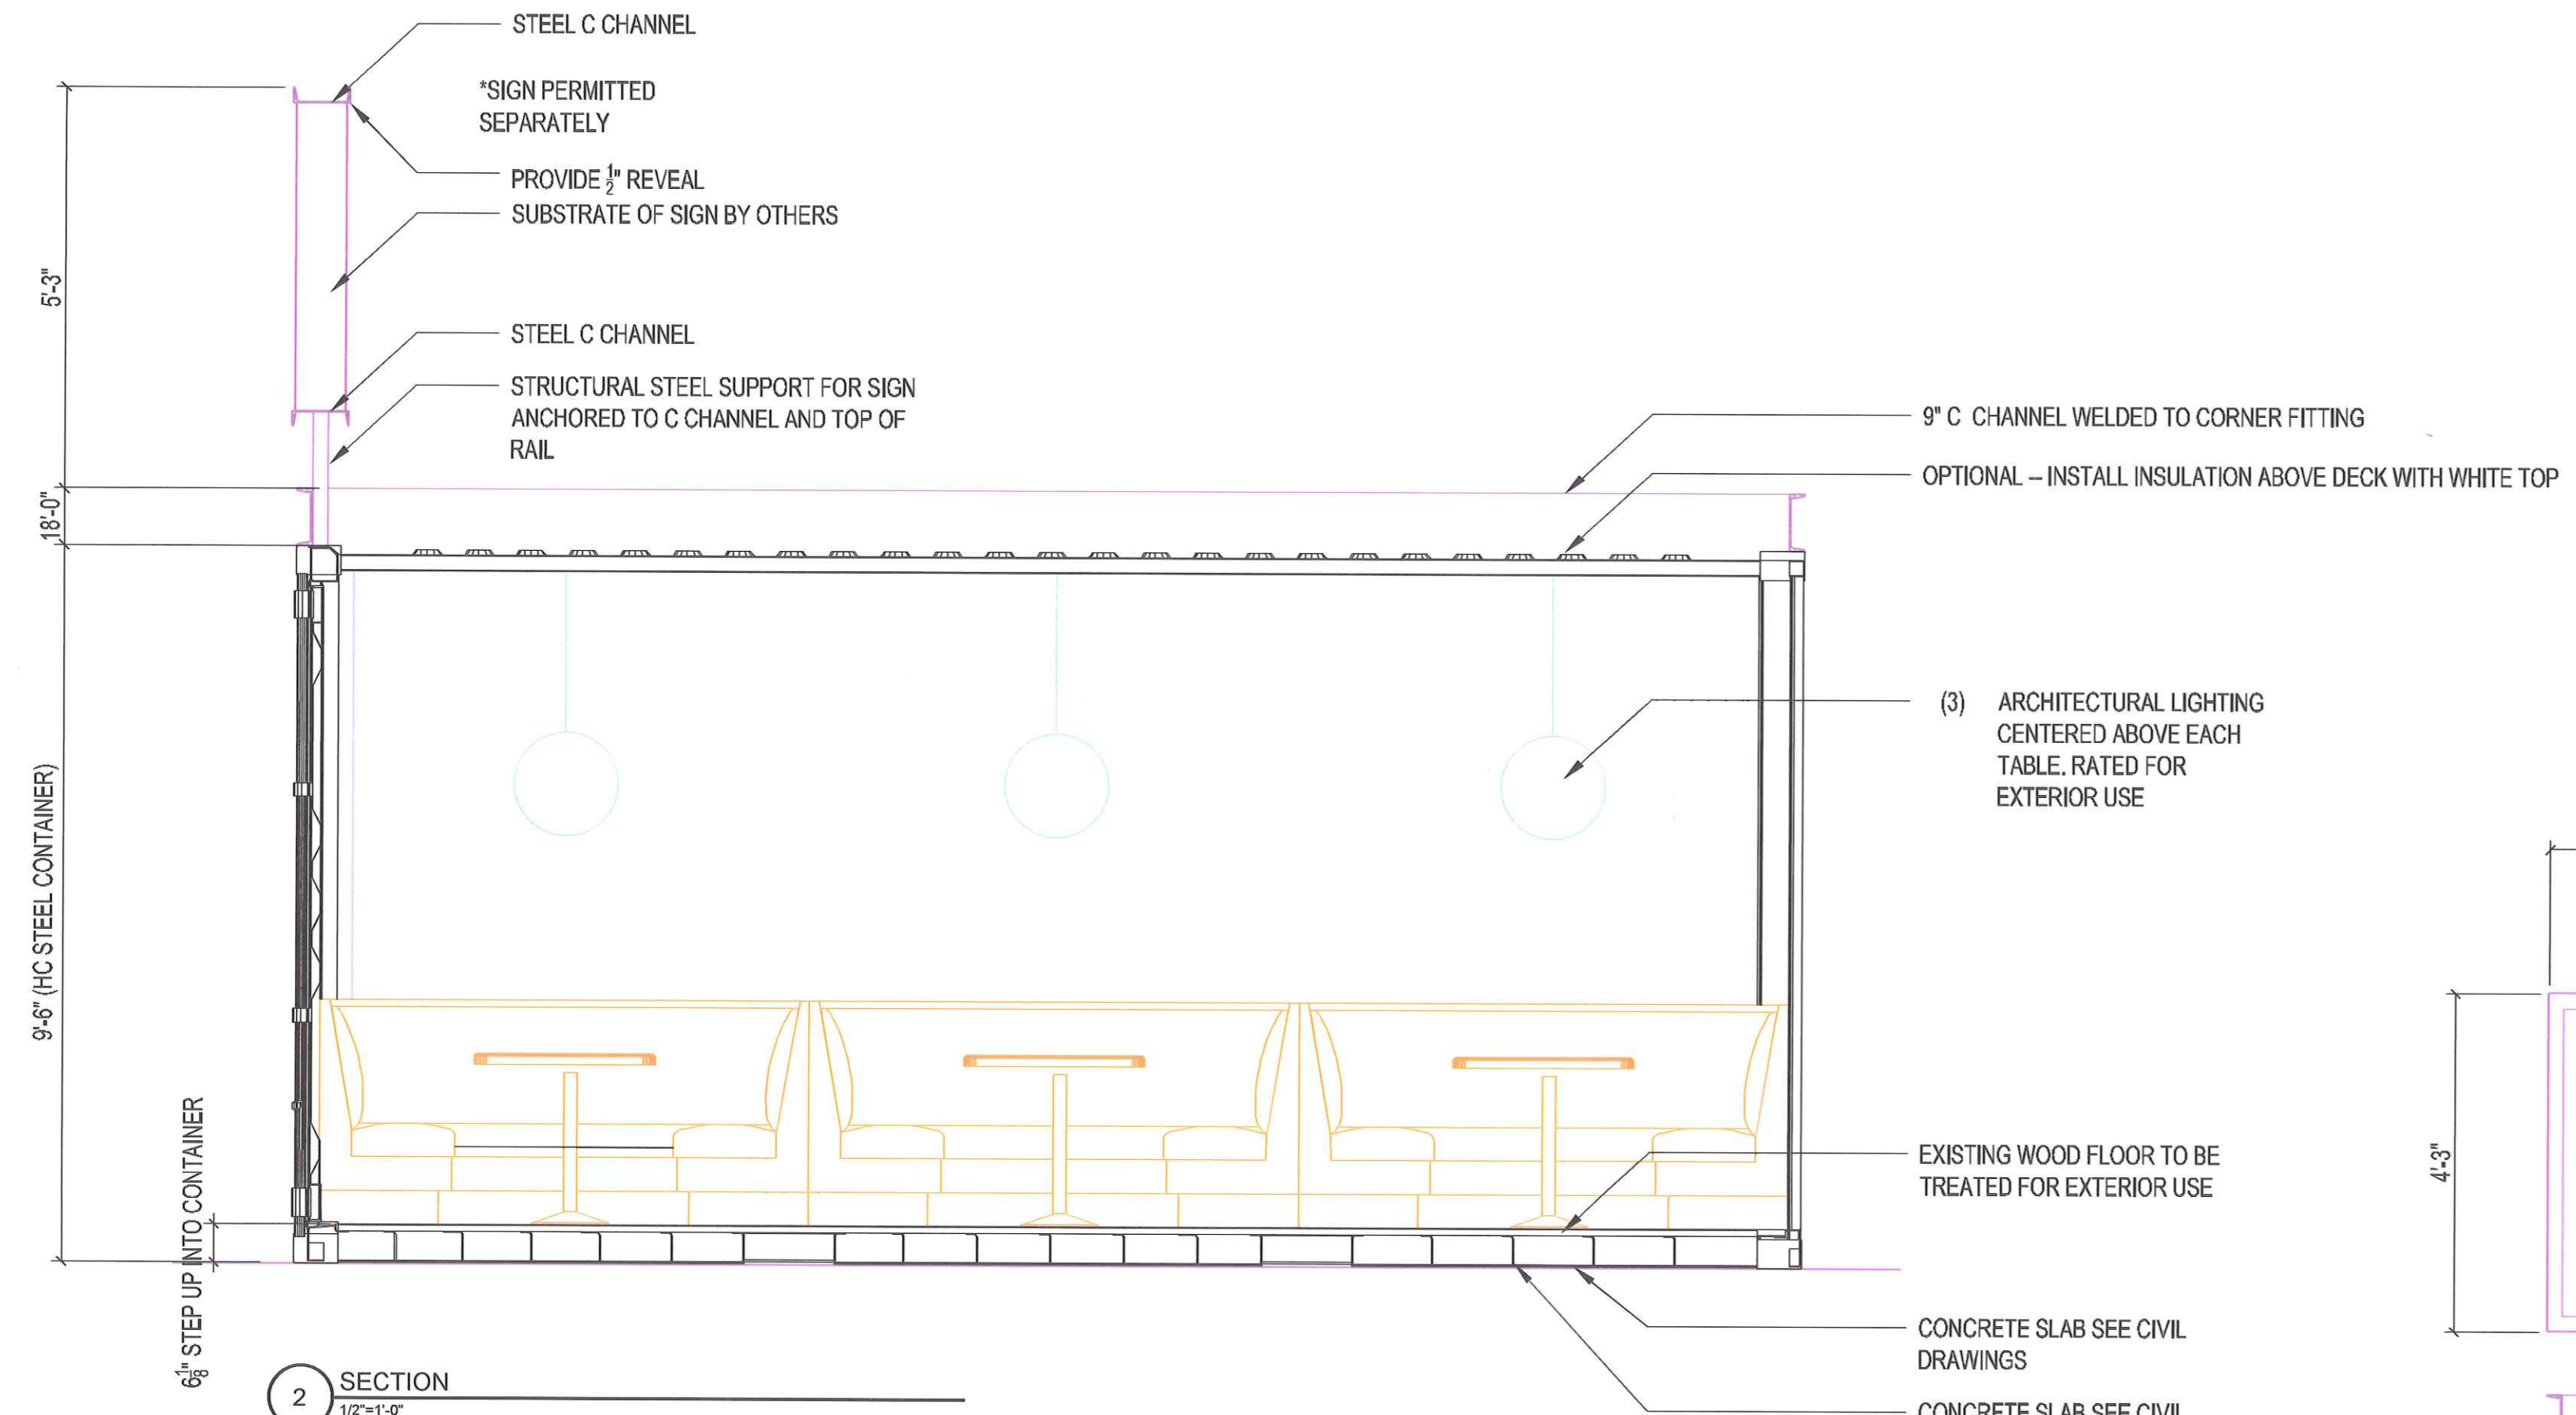 STEEL C CHANNEL
*SIGN PERMITTED
SEPARATELY
PROVIDE 1/2" REVEAL
SUBSTRATE OF SIGN BY OTHERS
5'-3"
STEEL C CHANNEL
STRUCTURAL STEEL SUPPORT FOR SIGN
ANCHORED TO C CHANNEL AND TOP OF
RAIL
9" C CHANNEL WELDED TO CORNER FITTING
OPTIONAL – INSTALL INSULATION ABOVE DECK WITH WHITE TOP
18'-0"
(3) ARCHITECTURAL LIGHTING
CENTERED ABOVE EACH
TABLE. RATED FOR
EXTERIOR USE
9'-6" (HC STEEL CONTAINER)
6 1/8" STEP UP INTO CONTAINER
EXISTING WOOD FLOOR TO BE
TREATED FOR EXTERIOR USE
4'-3"
CONCRETE SLAB SEE CIVIL
DRAWINGS
CONCRETE SLAB SEE CIVIL
2 SECTION
1/2"=1'-0"